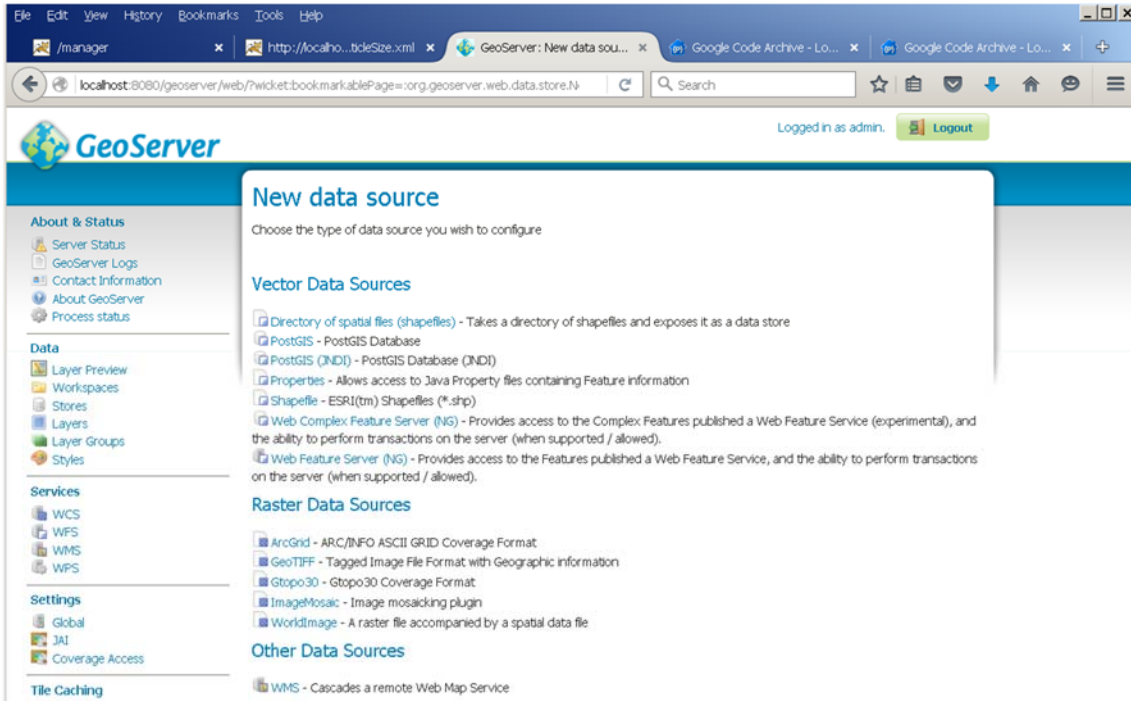 File Edit View History Bookmarks Tools Help
/manager
http://localho...ticleSize.xml
GeoServer: New data sou...
Google Code Archive - Lo...
Google Code Archive - Lo...
localhost:8080/geoserver/web/?wicket:bookmarkablePage=:org.geoserver.web.data.store.N
Search
GeoServer
Logged in as admin.
Logout
About & Status
Server Status
GeoServer Logs
Contact Information
About GeoServer
Process status
Data
Layer Preview
Workspaces
Stores
Layers
Layer Groups
Styles
Services
WCS
WFS
WMS
WPS
Settings
Global
JAI
Coverage Access
Tile Caching
New data source
Choose the type of data source you wish to configure
Vector Data Sources
Directory of spatial files (shapefiles) - Takes a directory of shapefiles and exposes it as a data store
PostGIS - PostGIS Database
PostGIS (JNDI) - PostGIS Database (JNDI)
Properties - Allows access to Java Property files containing Feature information
Shapefile - ESRI(tm) Shapefiles (*.shp)
Web Complex Feature Server (NG) - Provides access to the Complex Features published a Web Feature Service (experimental), and
the ability to perform transactions on the server (when supported / allowed).
Web Feature Server (NG) - Provides access to the Features published a Web Feature Service, and the ability to perform transactions
on the server (when supported / allowed).
Raster Data Sources
ArcGrid - ARC/INFO ASCII GRID Coverage Format
GeoTIFF - Tagged Image File Format with Geographic information
Gtopo30 - Gtopo30 Coverage Format
ImageMosaic - Image mosaicking plugin
WorldImage - A raster file accompanied by a spatial data file
Other Data Sources
WMS - Cascades a remote Web Map Service